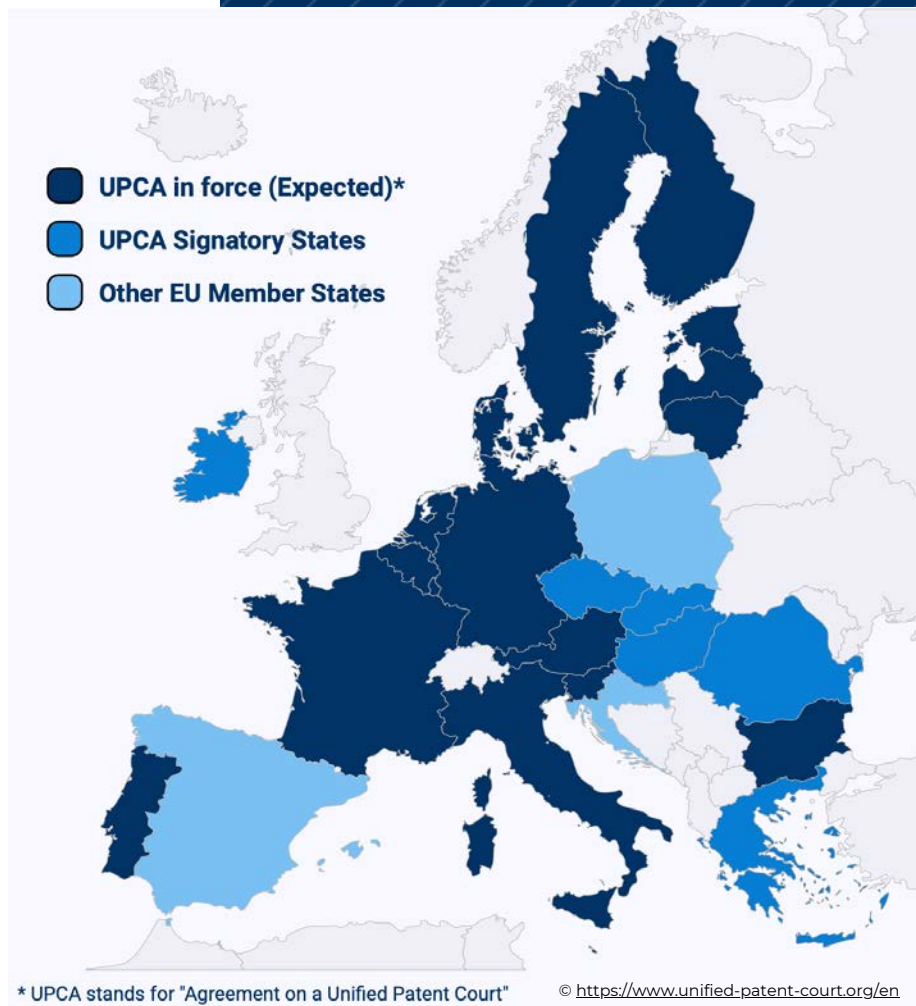 UPCA in force (Expected)*
UPCA Signatory States
Other EU Member States
* UPCA stands for "Agreement on a Unified Patent Court"
© https://www.unified-patent-court.org/en